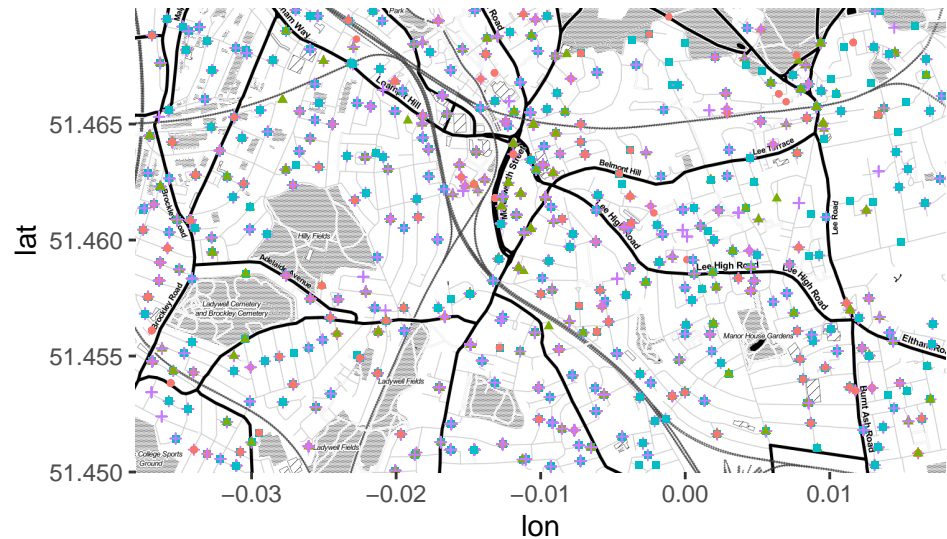 Park
Road
Loampit Hill
51.465
Lee Terrace
Belmont Hill
Brockley Road
Lee High Road
Lee Road
lat
51.460
Hilly Fields
Adelaide Avenue
Lee High Road
Lee High Road
Brockley Road
Ladywell Cemetery
and Brockley Cemetery
Manor House Gardens
51.455
Ladywell Fields
Burnt Ash Road
Ladywell Fields
College Sports
Ground
51.450
−0.03
−0.02
−0.01
0.00
0.01
lon